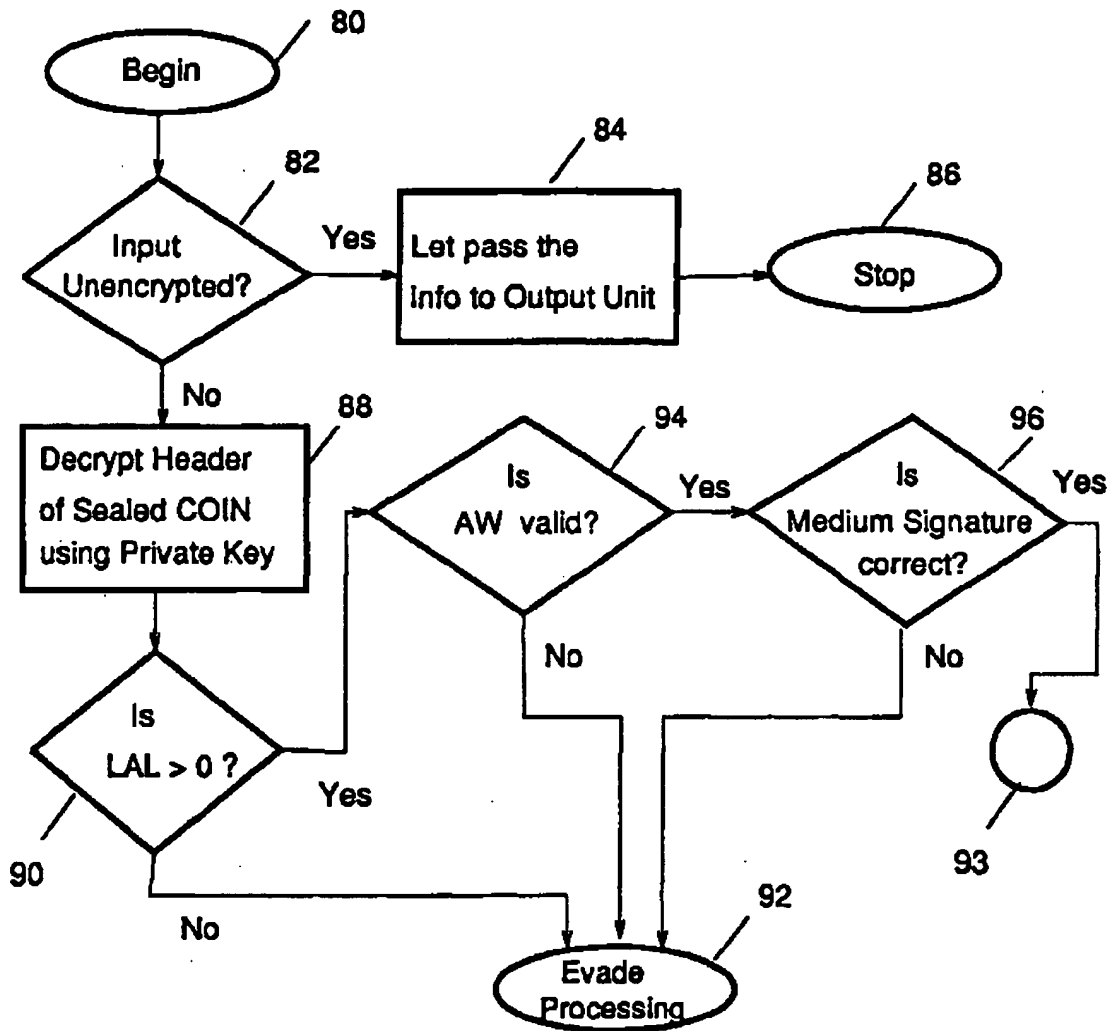 80
Begin
82
Input
Unencrypted?
Yes
84
Let pass the
Info to Output Unit
86
Stop
No
88
Decrypt Header
of Sealed COIN
using Private Key
94
Is
AW valid?
Yes
96
Is
Medium Signature
correct?
Yes
No
No
Is
LAL > 0 ?
Yes
90
No
93
92
Evade
Processing